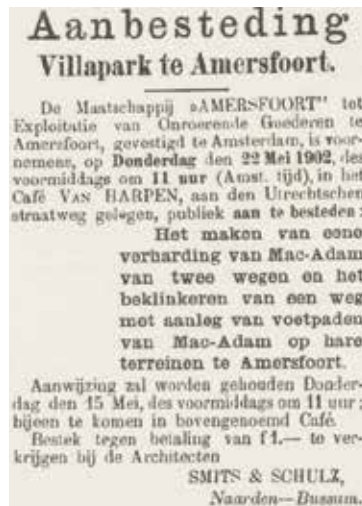 Aanbesteding
Villapark te Amersfoort.
De Maatschappij „AMERSFOORT" tot
Exploitatie van Onroerende Goederen te
Amersfoort, gevestigd te Amsterdam, is voor-
nemens, op Donderdag den 22 Mei 1902, des
voormiddags om 11 uur (Amst. tijd), in het
Café VAN HARPEN, aan den Utrechtschen
straatweg gelegen, publiek aan te besteden:
Het maken van eene
verharding van Mac-Adam
van twee wegen en het
beklinkeren van een weg
met aanleg van voetpaden
van Mac-Adam op hare
terreinen te Amersfoort.
Aanwijzing zal worden gehouden Donder-
dag den 15 Mei, des voormiddags om 11 uur;
bijeen te komen in bovengenoemd Café.
Bestek tegen betaling van f 1.— te ver-
krijgen bij de Architecten
SMITS & SCHULZ,
Naarden—Bussum.